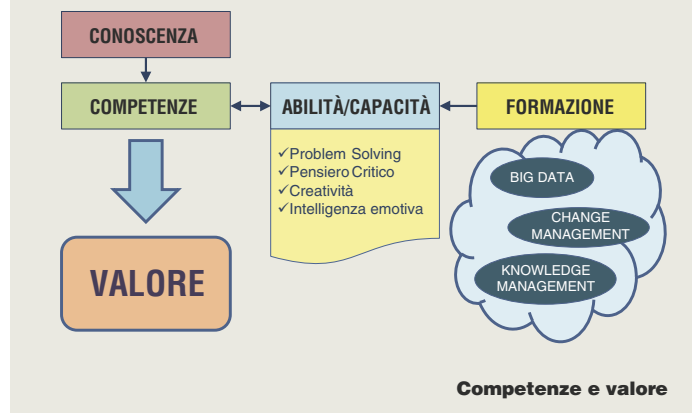 CONOSCENZA
COMPETENZE
ABILITÀ/CAPACITÀ
FORMAZIONE
✓Problem Solving
✓Pensiero Critico
✓Creatività
✓Intelligenza emotiva
BIG DATA
CHANGE
MANAGEMENT
KNOWLEDGE
MANAGEMENT
VALORE
Competenze e valore